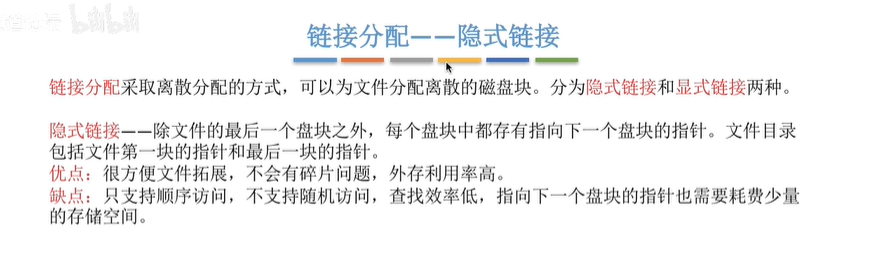 bilibili
链接分配——隐式链接
链接分配采取离散分配的方式，可以为文件分配离散的磁盘块。分为隐式链接和显式链接两种。
隐式链接——除文件的最后一个盘块之外，每个盘块中都存有指向下一个盘块的指针。文件目录
包括文件第一块的指针和最后一块的指针。
优点：很方便文件拓展，不会有碎片问题，外存利用率高。
缺点：只支持顺序访问，不支持随机访问，查找效率低，指向下一个盘块的指针也需要耗费少量
的存储空间。